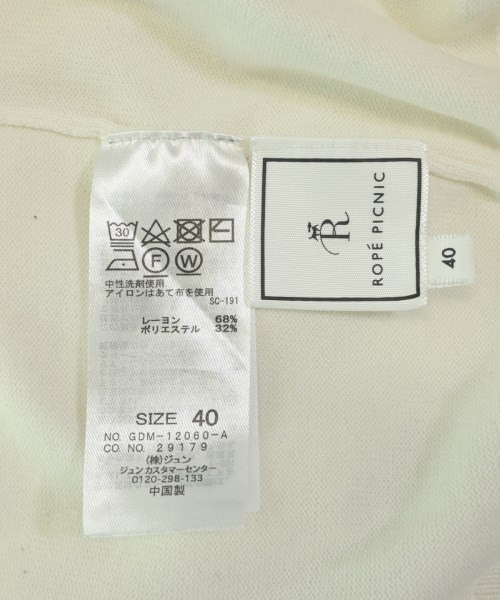 30
F W
中性洗剤使用
アイロンはあて布を使用
SC-191
レーヨン 68%
ポリエステル 32%
SIZE 40
NO. GDM-12060-A
CO. NO. 29179
(株)ジュン
ジュンカスタマーセンター
0120-298-133
中国製
R
ROPÉ PICNIC
40